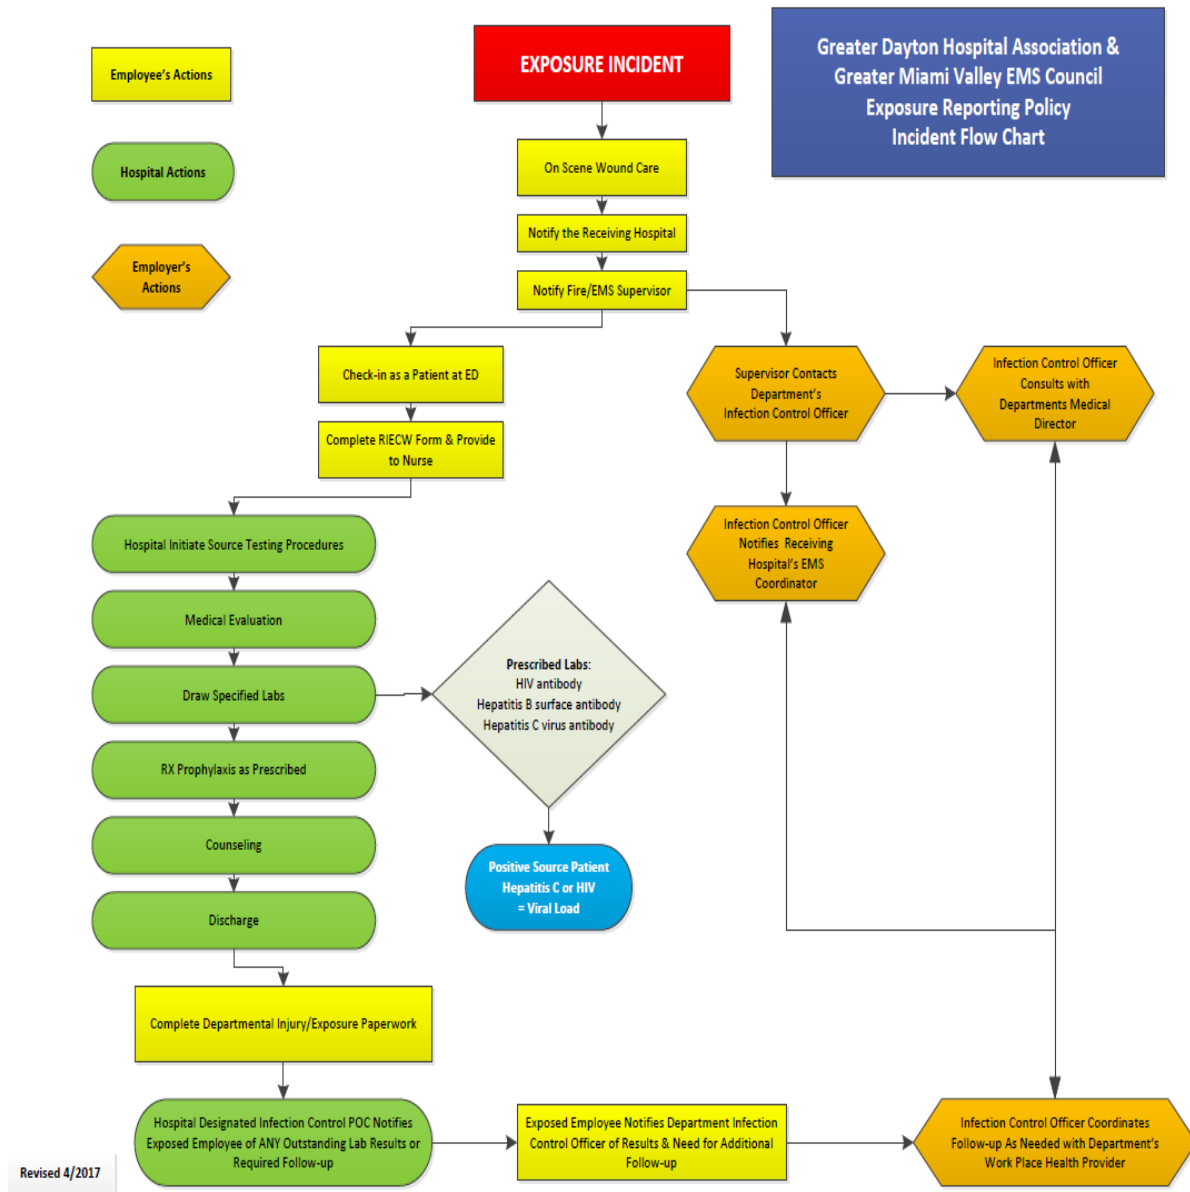 Employee's Actions
Hospital Actions
Employer's
Actions
EXPOSURE INCIDENT
Greater Dayton Hospital Association &
Greater Miami Valley EMS Council
Exposure Reporting Policy
Incident Flow Chart
On Scene Wound Care
Notify the Receiving Hospital
Notify Fire/EMS Supervisor
Check-in as a Patient at ED
Complete RIECW Form & Provide
to Nurse
Supervisor Contacts
Department's
Infection Control Officer
Infection Control Officer
Consults with
Departments Medical
Director
Infection Control Officer
Notifies Receiving
Hospital's EMS
Coordinator
Hospital Initiate Source Testing Procedures
Medical Evaluation
Draw Specified Labs
Prescribed Labs:
HIV antibody
Hepatitis B surface antibody
Hepatitis C virus antibody
RX Prophylaxis as Prescribed
Counseling
Positive Source Patient
Hepatitis C or HIV
= Viral Load
Discharge
Complete Departmental Injury/Exposure Paperwork
Hospital Designated Infection Control POC Notifies
Exposed Employee of ANY Outstanding Lab Results or
Required Follow-up
Exposed Employee Notifies Department Infection
Control Officer of Results & Need for Additional
Follow-up
Infection Control Officer Coordinates
Follow-up As Needed with Department's
Work Place Health Provider
Revised 4/2017